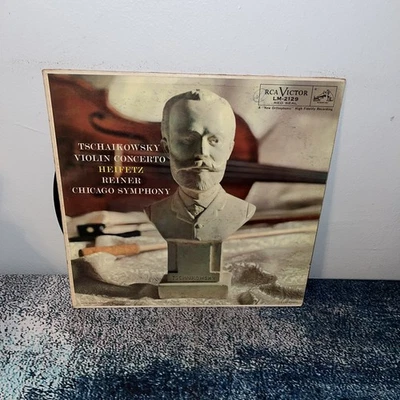 RCA VICTOR
LM-2129
TSCHAIKOWSKY
VIOLIN CONCERTO
HEIFETZ
REINER
CHICAGO SYMPHONY